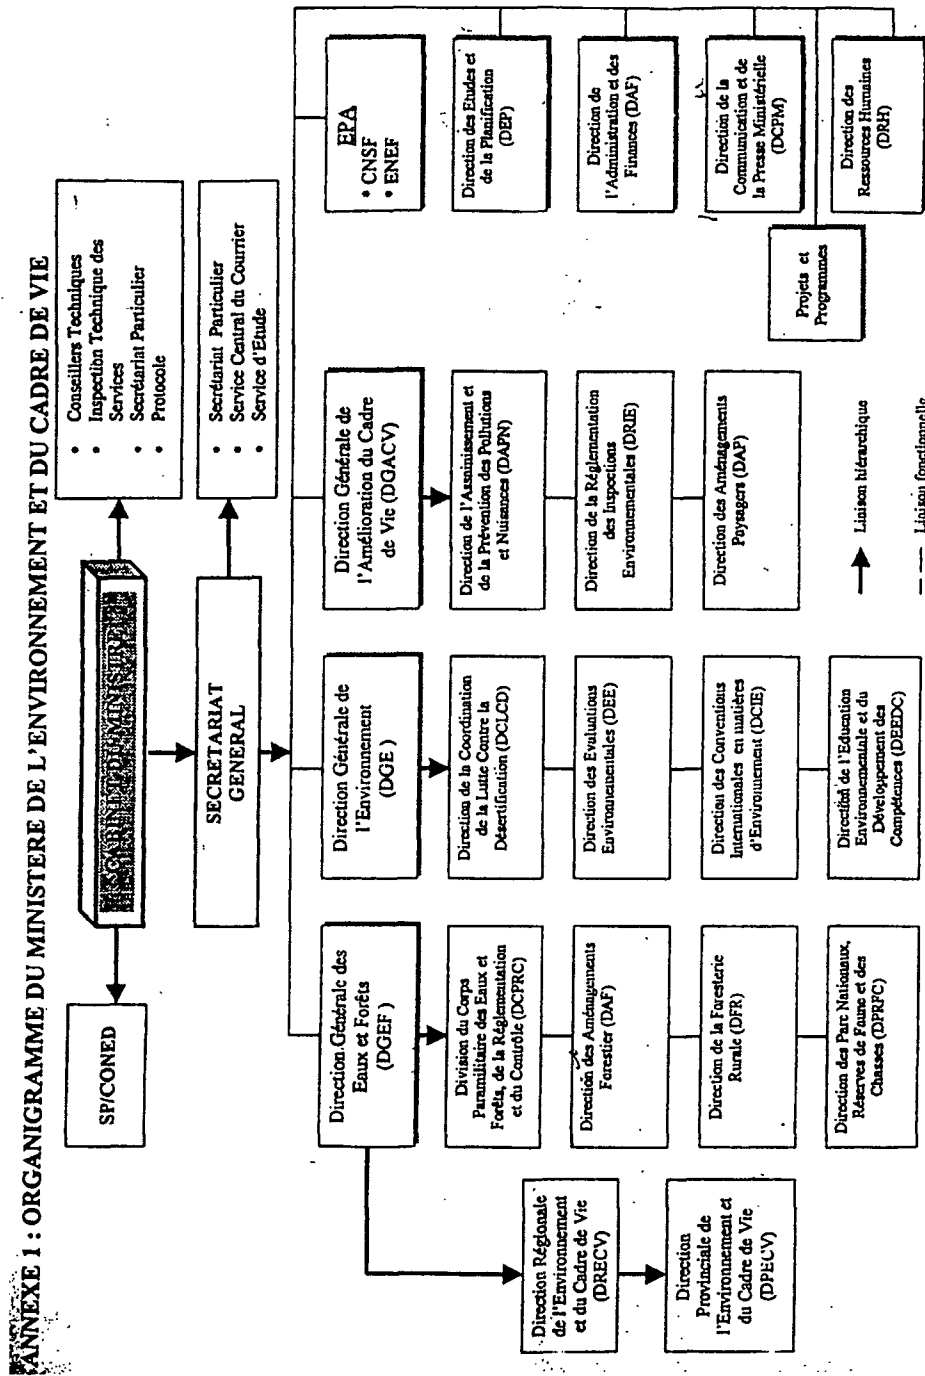 ANNEXE 1 : ORGANIGRAMME DU MINISTERE DE L'ENVIRONNEMENT ET DU CADRE DE VIE
SP/CONED
CABINET DU MINISTRE
• Conseillers Techniques
• Inspection Technique des
Services
• Secrétariat Particulier
• Protocole
SECRETARIAT
GENERAL
• Secrétariat Particulier
• Service Central du Courrier
• Service d'Etude
Direction Générale des
Eaux et Forêts
(DGEF)
Direction Générale de
l'Environnement
(DGE )
Direction Générale de
l'Amélioration du Cadre
de Vie (DGACV)
EPA
• CNSF
• ENEF
Division du Corps
Paramilitaire des Eaux et
Forêts, de la Réglementation
et du Contrôle (DCPRC)
Direction des Aménagements
Forestier (DAF)
Direction de la Foresterie
Rurale (DFR)
Direction des Parc Nationaux,
Réserves de Faune et des
Chasses (DPRFC)
Direction Régionale
de l'Environnement
et du Cadre de Vie
(DRECV)
Direction
Provinciale de
l'Environnement et
du Cadre de Vie
(DPECV)
Direction de la Coordination
de la Lutte Contre la
Désertification (DCLCD)
Direction des Evaluations
Environnementales (DEE)
Direction des Conventions
Internationales en matières
d'Environnement (DCIE)
Direction de l'Education
Environnementale et du
Développement des
Compétences (DEEDC)
Direction de l'Assninissement et
de la Prévention des Pollutions
et Nuisances (DAPN)
Direction de la Réglementation
des Inspections
Environnementales (DRIE)
Direction des Aménagements
Paysagers (DAP)
Direction des Etudes et
de la Planification
(DEP)
Direction de
l'Administration et des
Finances (DAF)
Direction de la
Communication et de
la Presse Ministérielle
(DCPM)
Direction des
Ressources Humaines
(DRH)
Projets et
Programmes
Liaison hiérarchique
Liaison fonctionnelle